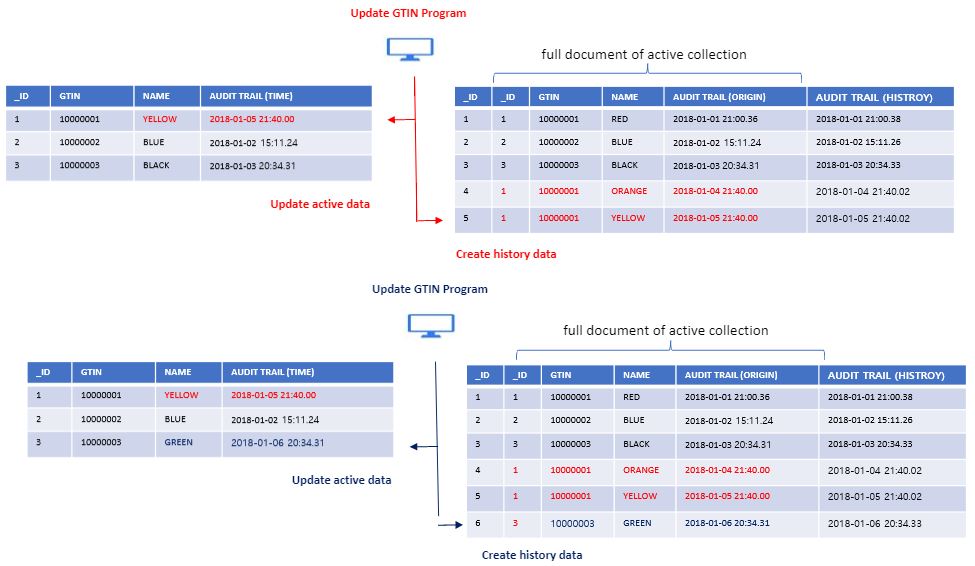 Update GTIN Program
full document of active collection
_ID GTIN NAME AUDIT TRAIL (TIME)
1 10000001 YELLOW 2018-01-05 21:40.00
2 10000002 BLUE 2018-01-02 15:11.24
3 10000003 BLACK 2018-01-03 20:34.31
Update active data
_ID _ID GTIN NAME AUDIT TRAIL (ORIGIN) AUDIT TRAIL (HISTROY)
1 1 10000001 RED 2018-01-01 21:00.36 2018-01-01 21:00.38
2 2 10000002 BLUE 2018-01-02 15:11.24 2018-01-02 15:11.26
3 3 10000003 BLACK 2018-01-03 20:34.31 2018-01-03 20:34.33
4 1 10000001 ORANGE 2018-01-04 21:40.00 2018-01-04 21:40.02
5 1 10000001 YELLOW 2018-01-05 21:40.00 2018-01-05 21:40.02
Create history data
Update GTIN Program
full document of active collection
_ID GTIN NAME AUDIT TRAIL (TIME)
1 10000001 YELLOW 2018-01-05 21:40.00
2 10000002 BLUE 2018-01-02 15:11.24
3 10000003 GREEN 2018-01-06 20:34.31
Update active data
_ID _ID GTIN NAME AUDIT TRAIL (ORIGIN) AUDIT TRAIL (HISTROY)
1 1 10000001 RED 2018-01-01 21:00.36 2018-01-01 21:00.38
2 2 10000002 BLUE 2018-01-02 15:11.24 2018-01-02 15:11.26
3 3 10000003 BLACK 2018-01-03 20:34.31 2018-01-03 20:34.33
4 1 10000001 ORANGE 2018-01-04 21:40.00 2018-01-04 21:40.02
5 1 10000001 YELLOW 2018-01-05 21:40.00 2018-01-05 21:40.02
6 3 10000003 GREEN 2018-01-06 20:34.31 2018-01-06 20:34.33
Create history data